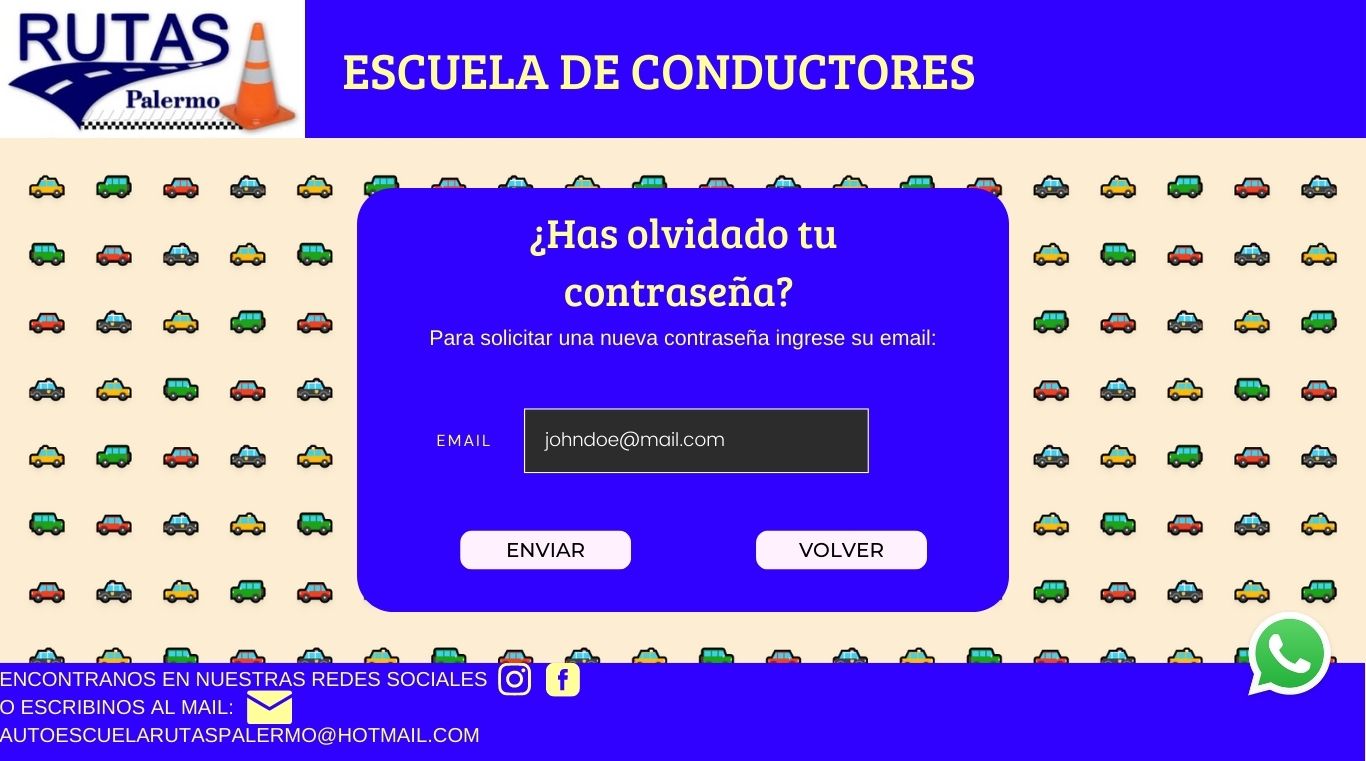 RUTAS
Palermo
ESCUELA DE CONDUCTORES
¿Has olvidado tu
contraseña?
Para solicitar una nueva contraseña ingrese su email:
EMAIL
johndoe@mail.com
ENVIAR
VOLVER
ENCONTRANOS EN NUESTRAS REDES SOCIALES
O ESCRIBINOS AL MAIL:
AUTOESCUELARUTASPALERMO@HOTMAIL.COM